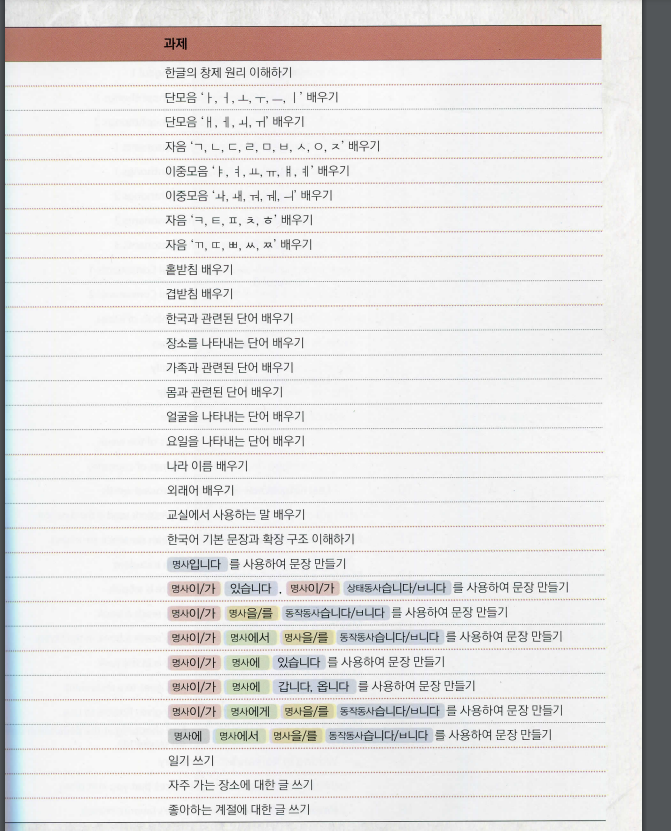 과제
한글의 창제 원리 이해하기
단모음 ‘ㅏ, ㅓ, ㅗ, ㅜ, ㅡ, ㅣ’ 배우기
단모음 ‘ㅐ, ㅔ, ㅚ, ㅟ’ 배우기
자음 ‘ㄱ, ㄴ, ㄷ, ㄹ, ㅁ, ㅂ, ㅅ, ㅇ, ㅈ’ 배우기
이중모음 ‘ㅑ, ㅕ, ㅛ, ㅠ, ㅒ, ㅖ’ 배우기
이중모음 ‘ㅘ, ㅙ, ㅝ, ㅞ, ㅢ’ 배우기
자음 ‘ㅋ, ㅌ, ㅍ, ㅊ, ㅎ’ 배우기
자음 ‘ㄲ, ㄸ, ㅃ, ㅆ, ㅉ’ 배우기
홑받침 배우기
겹받침 배우기
한국과 관련된 단어 배우기
장소를 나타내는 단어 배우기
가족과 관련된 단어 배우기
몸과 관련된 단어 배우기
얼굴을 나타내는 단어 배우기
요일을 나타내는 단어 배우기
나라 이름 배우기
외래어 배우기
교실에서 사용하는 말 배우기
한국어 기본 문장과 확장 구조 이해하기
명사입니다 를 사용하여 문장 만들기
명사이/가 있습니다 , 명사이/가 상태동사습니다/ㅂ니다 를 사용하여 문장 만들기
명사이/가 명사을/를 동작동사습니다/ㅂ니다 를 사용하여 문장 만들기
명사이/가 명사에서 명사을/를 동작동사습니다/ㅂ니다 를 사용하여 문장 만들기
명사이/가 명사에 있습니다 를 사용하여 문장 만들기
명사이/가 명사에 갑니다, 옵니다 를 사용하여 문장 만들기
명사이/가 명사에게 명사을/를 동작동사습니다/ㅂ니다 를 사용하여 문장 만들기
명사에 명사에서 명사을/를 동작동사습니다/ㅂ니다 를 사용하여 문장 만들기
일기 쓰기
자주 가는 장소에 대한 글 쓰기
좋아하는 계절에 대한 글 쓰기